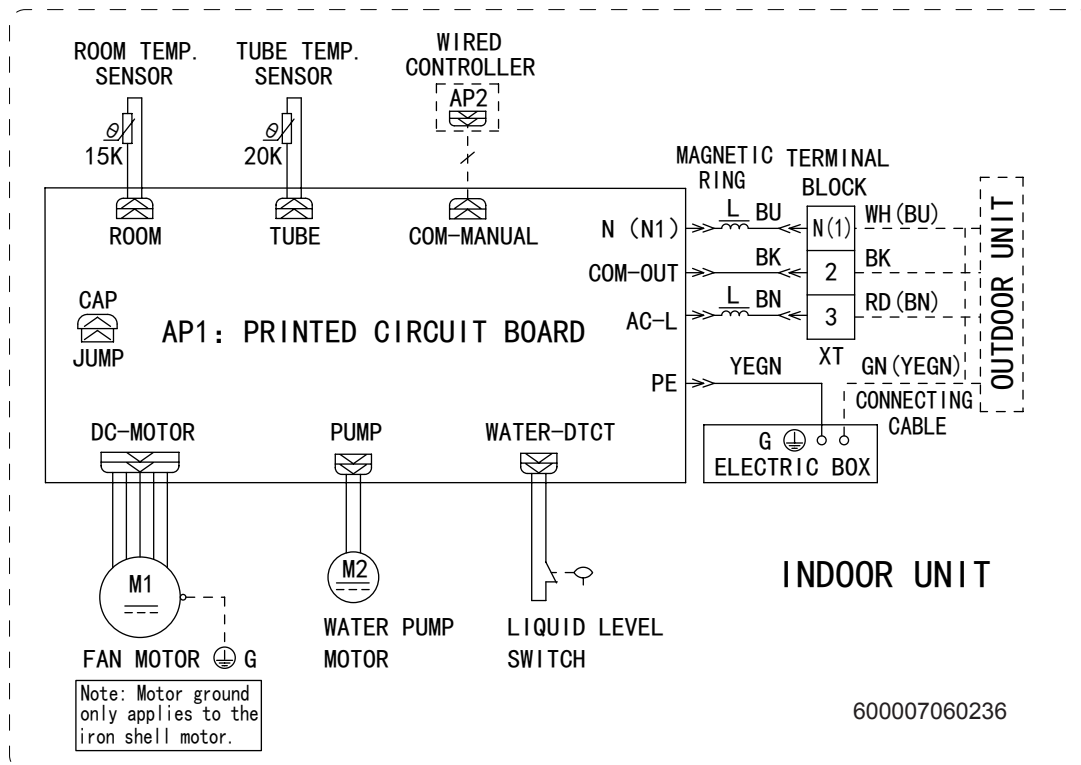 ROOM TEMP.
SENSOR
TUBE TEMP.
SENSOR
WIRED
CONTROLLER
AP2
θ
15K
θ
20K
MAGNETIC
RING
TERMINAL
BLOCK
ROOM
TUBE
COM-MANUAL
N (N1)
L
BU
N(1)
WH(BU)
COM-OUT
BK
2
BK
AC-L
L
BN
3
RD(BN)
XT
OUTDOOR UNIT
CAP
JUMP
AP1: PRINTED CIRCUIT BOARD
PE
YEGN
GN(YEGN)
CONNECTING
CABLE
G
ELECTRIC BOX
DC-MOTOR
PUMP
WATER-DTCT
M1
M2
INDOOR UNIT
FAN MOTOR
G
WATER PUMP
MOTOR
LIQUID LEVEL
SWITCH
Note: Motor ground
only applies to the
iron shell motor.
600007060236